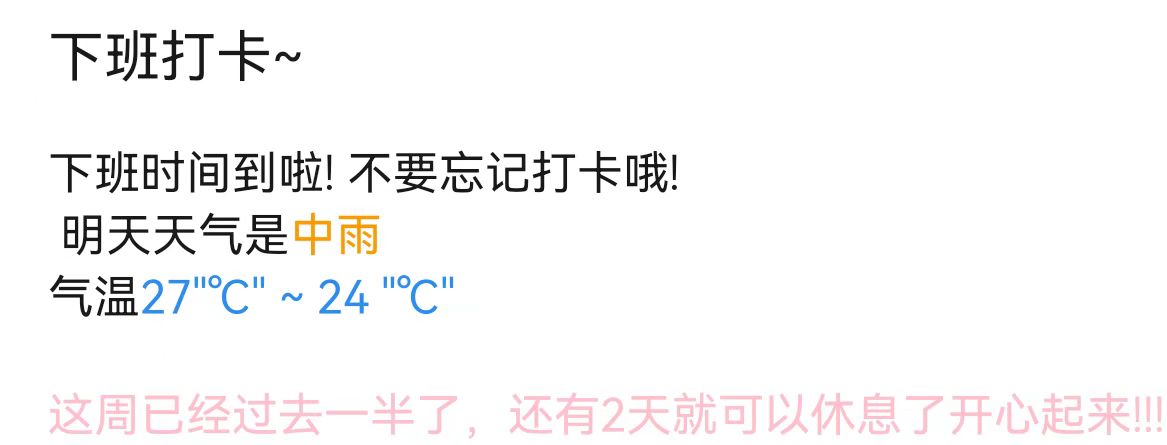 下班打卡~
下班时间到啦! 不要忘记打卡哦!
明天天气是中雨
气温27"℃" ~ 24 "℃"
这周已经过去一半了，还有2天就可以休息了开心起来!!!